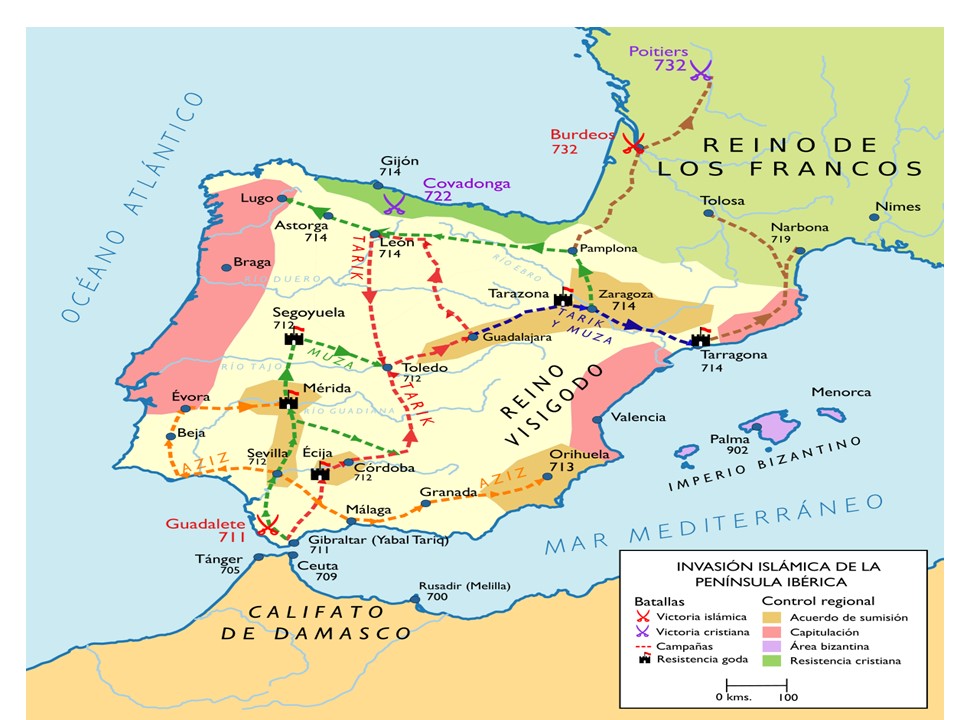 Poitiers
732
Burdeos
732
REINO DE
LOS FRANCOS
OCÉANO ATLÁNTICO
Gijón
714
Covadonga
722
Lugo
Astorga
714
León
714
Tolosa
Nimes
Narbona
719
Pamplona
Braga
RÍO DUERO
RÍO EBRO
TARIK
Tarazona
Zaragoza
714
Segoyuela
712
TARIK
Y MUZA
Guadalajara
MUZA
Tarragona
714
RÍO TAJO
Toledo
712
REINO
VISIGODO
Mérida
Évora
RÍO GUADIANA
TARIK
Menorca
Valencia
Beja
Palma
902
IMPERIO BIZANTINO
AZIZ
Sevilla
712
Écija
Córdoba
712
Orihuela
713
AZIZ
Granada
Málaga
Guadalete
711
MAR MEDITERRÁNEO
Gibraltar (Yabal Tariq)
711
Tánger
705
Ceuta
709
Rusadir (Melilla)
700
CALIFATO
DE DAMASCO
INVASIÓN ISLÁMICA DE LA
PENÍNSULA IBÉRICA
Batallas
Victoria islámica
Victoria cristiana
Campañas
Resistencia goda
Control regional
Acuerdo de sumisión
Capitulación
Área bizantina
Resistencia cristiana
0 kms. 100